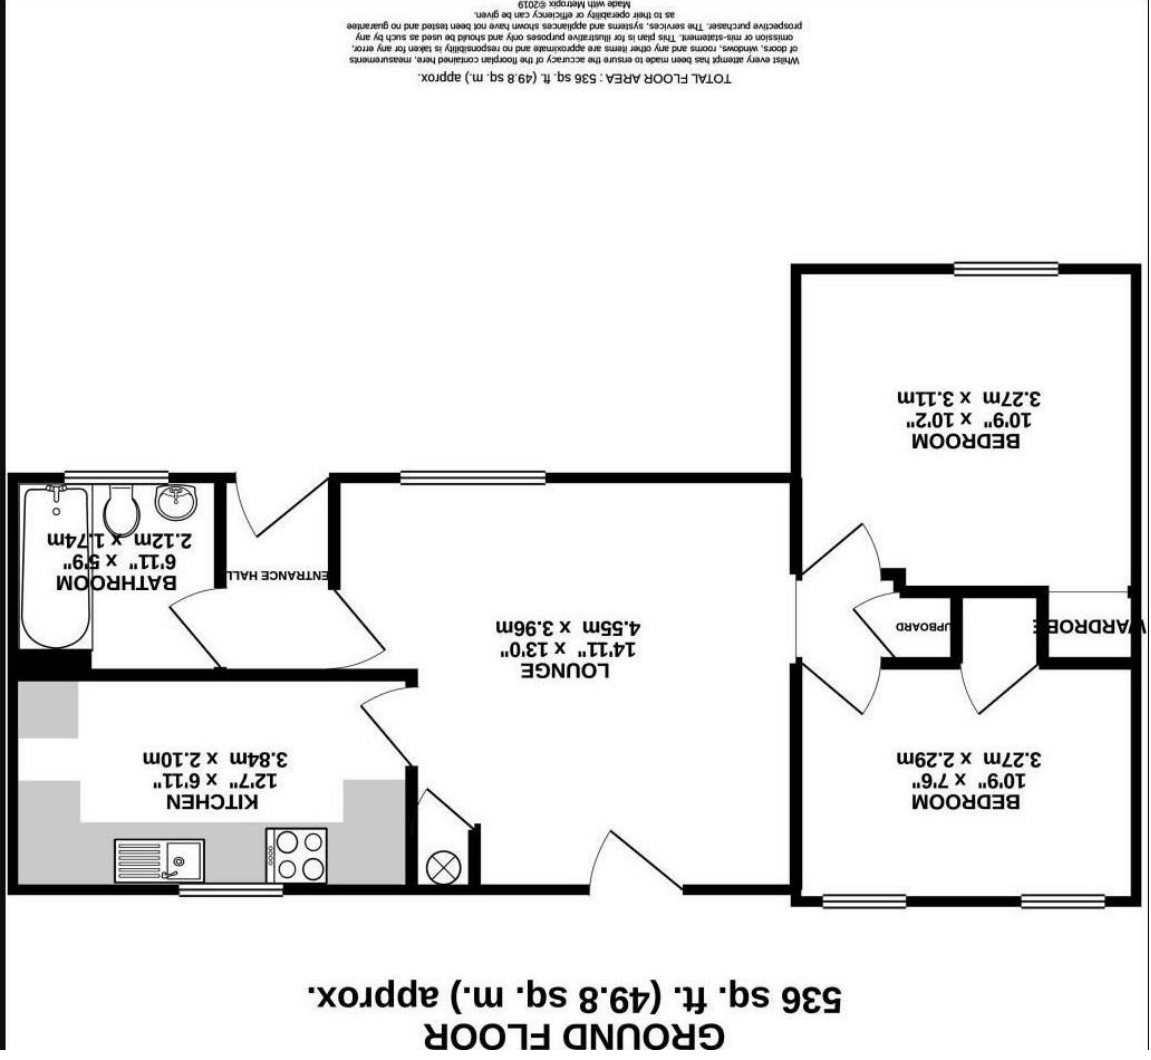 GROUND FLOOR
536 sq. ft. (49.8 sq. m.) approx.
BEDROOM
10'9" x 7'6"
3.27m x 2.29m
KITCHEN
12'7" x 6'11"
3.84m x 2.10m
LOUNGE
14'11" x 13'0"
4.55m x 3.96m
WARDROBE
UPBOARD
BATHROOM
6'11" x 5'9"
2.12m x 1.74m
ENTRANCE HALL
BEDROOM
10'9" x 10'2"
3.27m x 3.11m
TOTAL FLOOR AREA : 536 sq. ft. (49.8 sq. m.) approx.
Whilst every attempt has been made to ensure the accuracy of the floorplan contained here, measurements
of doors, windows, rooms and any other items are approximate and no responsibility is taken for any error,
omission or mis-statement. This plan is for illustrative purposes only and should be used as such by any
prospective purchaser. The services, systems and appliances shown have not been tested and no guarantee
as to their operability or efficiency can be given.
Made with Metropix ©2019